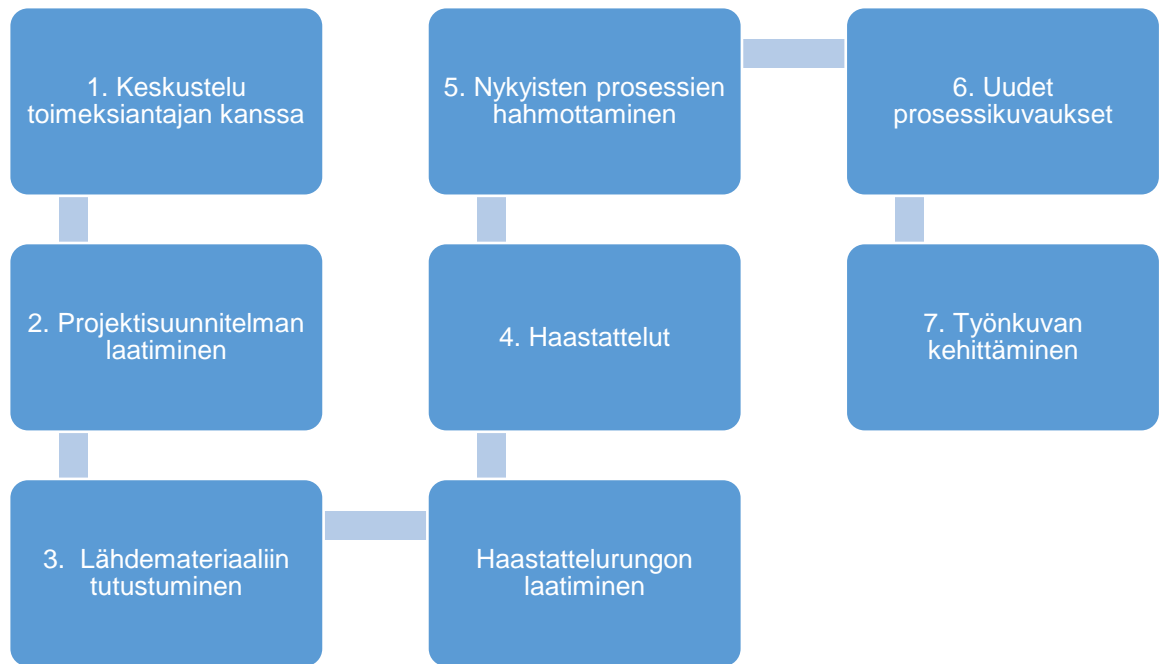 1. Keskustelu
toimeksiantajan kanssa
2. Projektisuunnitelman
laatiminen
3. Lähdemateriaaliin
tutustuminen
Haastattelurungon
laatiminen
4. Haastattelut
5. Nykyisten prosessien
hahmottaminen
6. Uudet
prosessikuvaukset
7. Työnkuvan
kehittäminen